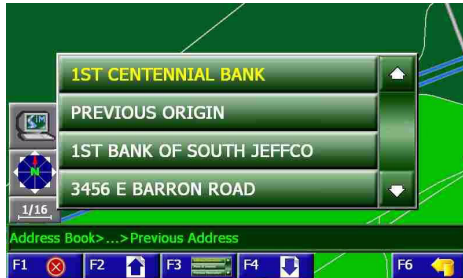 1ST CENTENNIAL BANK
PREVIOUS ORIGIN
1ST BANK OF SOUTH JEFFCO
3456 E BARRON ROAD
SIM
N
1/16
Address Book>...>Previous Address
F1 F2 F3 F4 F6